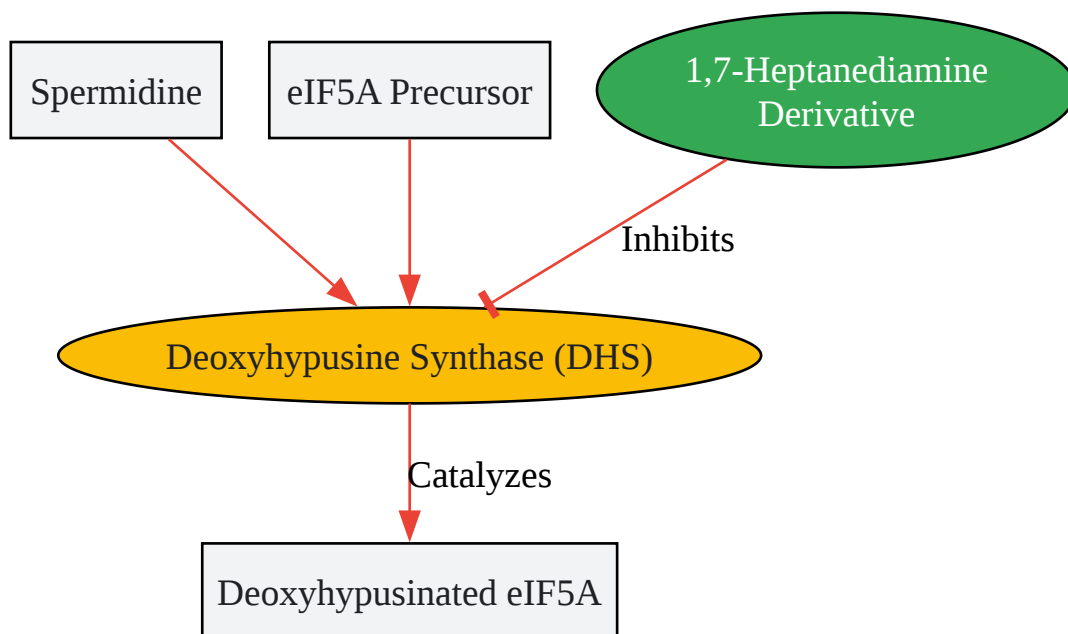 Spermidine
eIF5A Precursor
1,7-Heptanediamine
Derivative
Inhibits
Deoxyhypusine Synthase (DHS)
Catalyzes
Deoxyhypusinated eIF5A